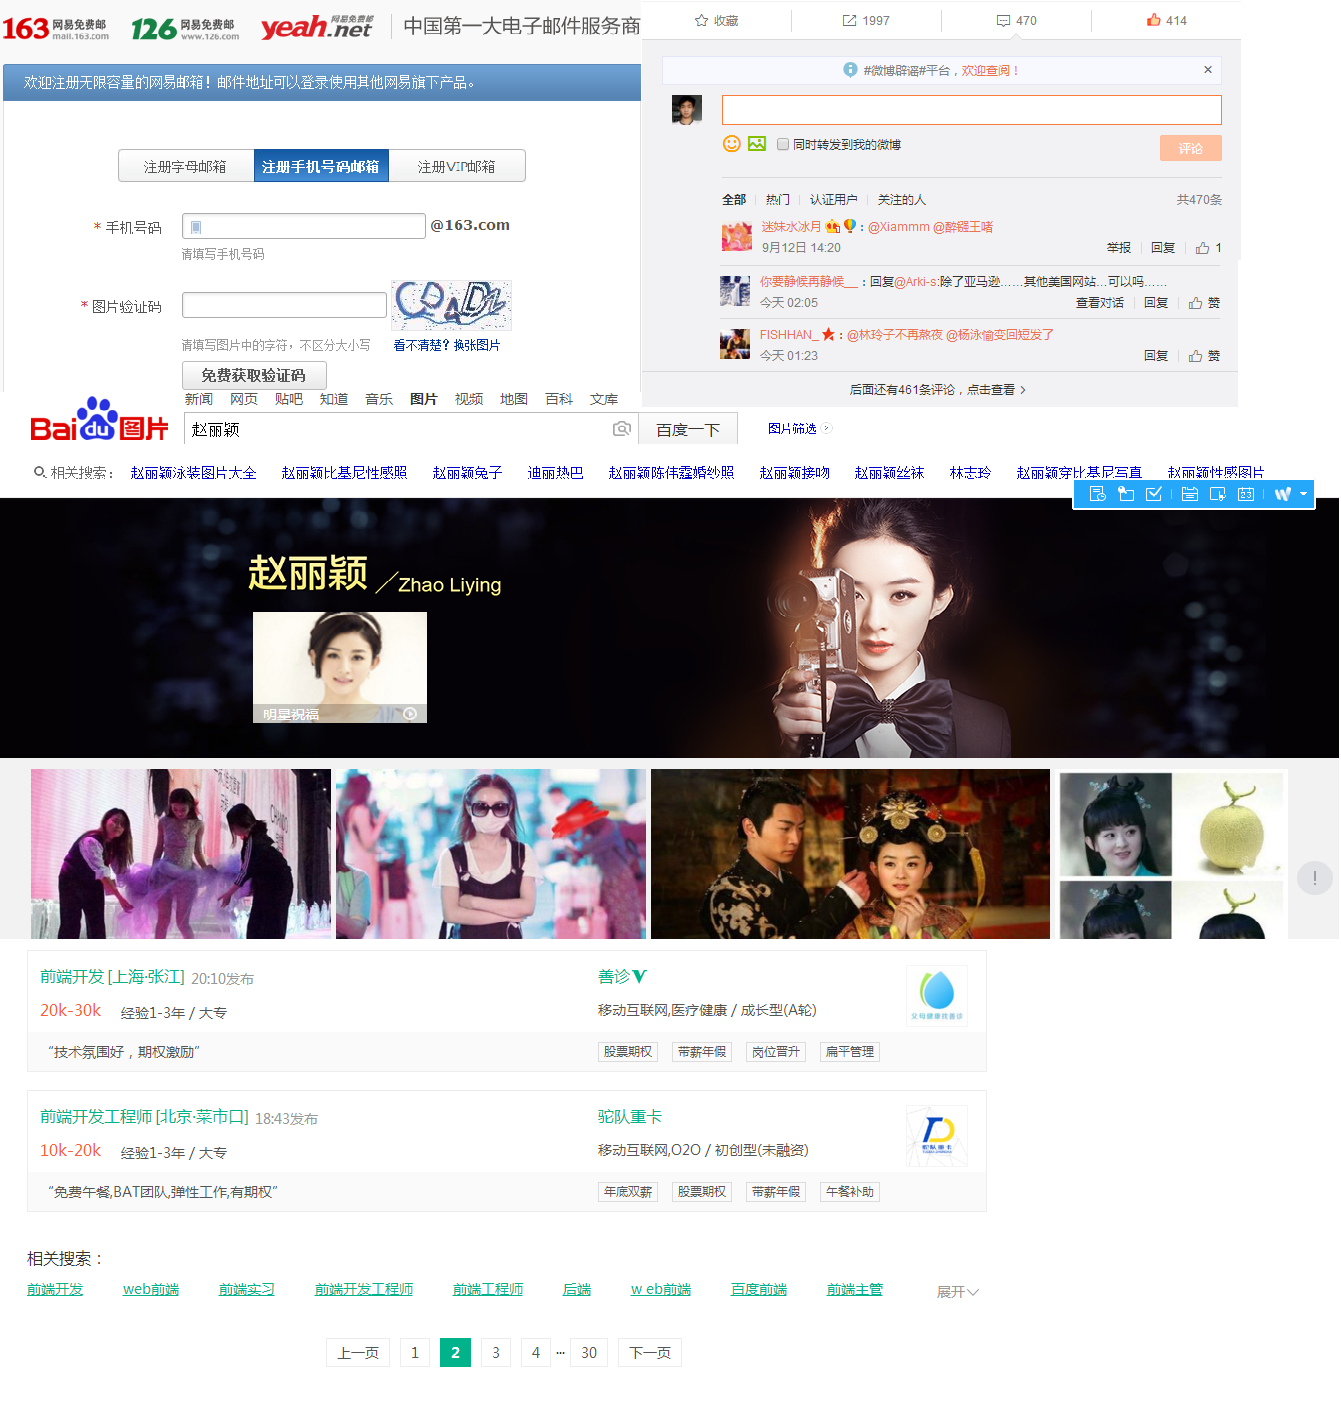 163 网易免费邮 mail.163.com 126 网易免费邮 www.126.com yeah.net 网易免费邮 中国第一大电子邮件服务商
欢迎注册无限容量的网易邮箱！邮件地址可以登录使用其他网易旗下产品。
注册字母邮箱 注册手机号码邮箱 注册VIP邮箱
* 手机号码 @163.com
请填写手机号码
* 图片验证码
请填写图片中的字符，不区分大小写 看不清楚？换张图片
免费获取验证码
收藏 1997 470 414
#微博辟谣#平台，欢迎查阅！ ×
同时转发到我的微博 评论
全部 热门 认证用户 关注的人 共470条
迷妹水冰月 ：@Xiammm @醉镪王啫
9月12日 14:20 举报 回复 1
你要静候再静候__：回复@Arki-s:除了亚马逊……其他美国网站…可以吗……
今天 02:05 查看对话 回复 赞
FISHHAN_ ：@林玲子不再熬夜 @杨泳愉变回短发了
今天 01:23 回复 赞
后面还有461条评论，点击查看 >
新闻 网页 贴吧 知道 音乐 图片 视频 地图 百科 文库
Bai du 图片 赵丽颖 百度一下 图片筛选
相关搜索： 赵丽颖泳装图片大全 赵丽颖比基尼性感照 赵丽颖兔子 迪丽热巴 赵丽颖陈伟霆婚纱照 赵丽颖接吻 赵丽颖丝袜 林志玲 赵丽颖穿比基尼写真 赵丽颖性感图片
赵丽颖 / Zhao Liying
明星祝福
前端开发 [上海·张江] 20:10发布 善诊
20k-30k 经验1-3年 / 大专 移动互联网,医疗健康 / 成长型(A轮)
父母健康找善诊
“技术氛围好，期权激励” 股票期权 带薪年假 岗位晋升 扁平管理
前端开发工程师 [北京·菜市口] 18:43发布 驼队重卡
10k-20k 经验1-3年 / 大专 移动互联网,O2O / 初创型(未融资)
驼队重卡
“免费午餐,BAT团队,弹性工作,有期权” 年底双薪 股票期权 带薪年假 午餐补助
相关搜索：
前端开发 web前端 前端实习 前端开发工程师 前端工程师 后端 w eb前端 百度前端 前端主管 展开
上一页 1 2 3 4 ··· 30 下一页